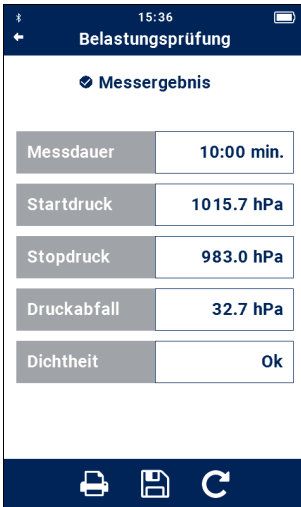 15:36
Belastungsprüfung
Messergebnis
Messdauer 10:00 min.
Startdruck 1015.7 hPa
Stopdruck 983.0 hPa
Druckabfall 32.7 hPa
Dichtheit Ok